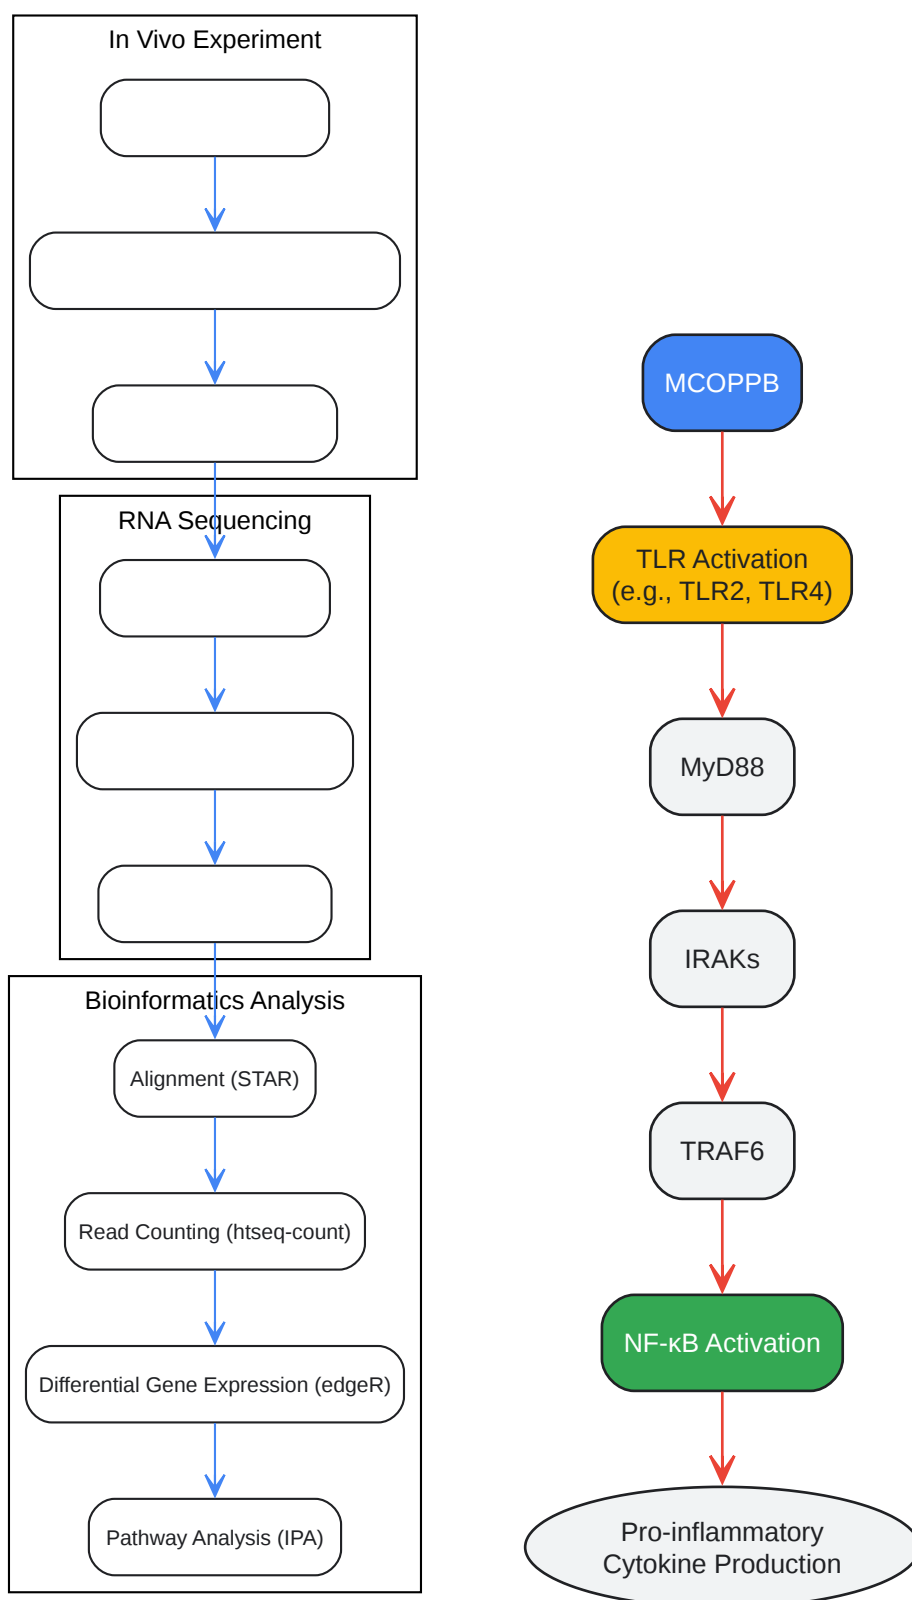 In Vivo Experiment
RNA Sequencing
Bioinformatics Analysis
Alignment (STAR)
Read Counting (htseq-count)
Differential Gene Expression (edgeR)
Pathway Analysis (IPA)
MCOPPB
TLR Activation
(e.g., TLR2, TLR4)
MyD88
IRAKs
TRAF6
NF-κB Activation
Pro-inflammatory
Cytokine Production